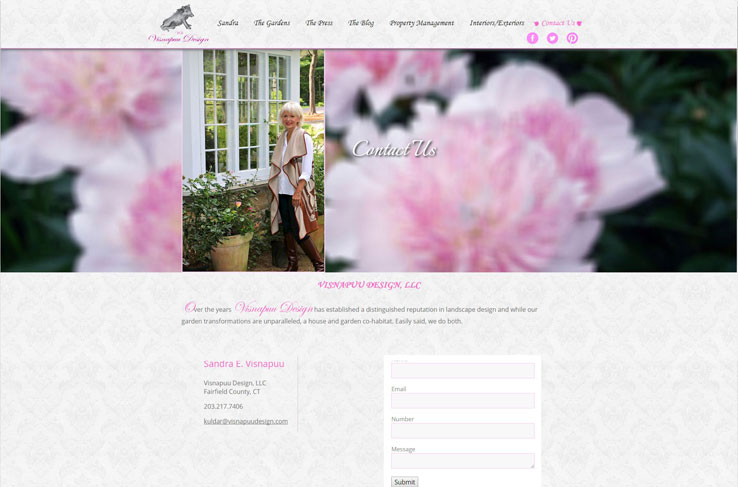 Visnapuu Design
Sandra The Gardens The Press The Blog Property Management Interiors/Exteriors Contact Us
Contact Us
VISNAPUU DESIGN, LLC
Over the years Visnapuu Design has established a distinguished reputation in landscape design and while our
garden transformations are unparalleled, a house and garden co-habitat. Easily said, we do both.
Sandra E. Visnapuu
Visnapuu Design, LLC
Fairfield County, CT
203.217.7406
kuldar@visnapuudesign.com
Email
Number
Message
Submit